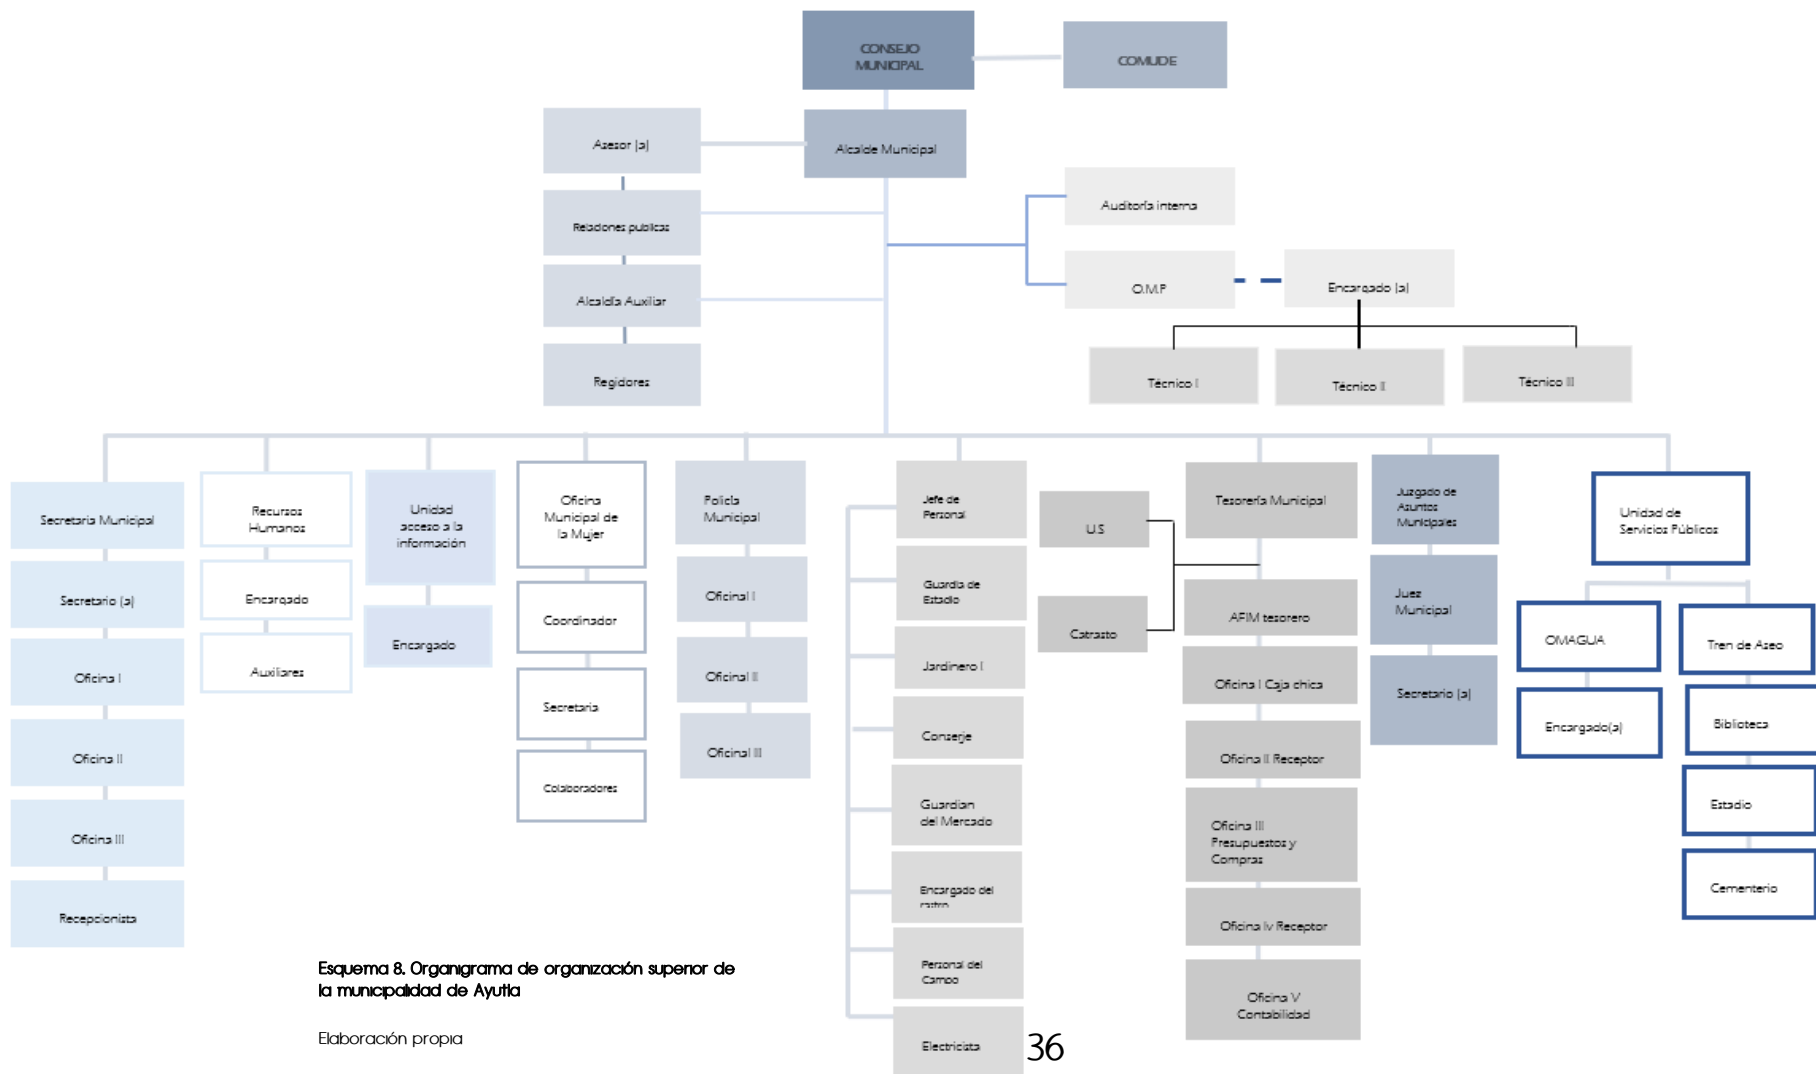 CONSEJO
MUNICIPAL
COMUDE
Asesor (a)
Alcalde Municipal
Relaciones publicas
Auditoría interna
Alcaldía Auxiliar
O.M.P
Encargado (a)
Regidores
Técnico I
Técnico II
Técnico III
Secretaria Municipal
Secretario (a)
Oficina I
Oficina II
Oficina III
Recepcionista
Recursos
Humanos
Encargado
Auxiliares
Unidad
acceso a la
información
Encargado
Oficina
Municipal de
la Mujer
Coordinador
Secretaria
Colaboradores
Policía
Municipal
Oficinal I
Oficinal II
Oficinal III
Jefe de
Personal
Guardia de
Estadio
Jardinero I
Conserje
Guardian
del Mercado
Encargado del
rastro
Personal del
Campo
Electricista
U.S
Catrasto
Tesorería Municipal
AFIM tesorero
Oficina I Caja chica
Oficina II Receptor
Oficina III
Presupuestos y
Compras
Oficina Iv Receptor
Oficina V
Contabilidad
Juzgado de
Asuntos
Municipales
Juez
Municipal
Secretario (a)
Unidad de
Servicios Públicos
OMAGUA
Encargado(a)
Tren de Aseo
Biblioteca
Estadio
Cementerio
Esquema 8. Organigrama de organización superior de
la municipalidad de Ayutla
Elaboración propia
36